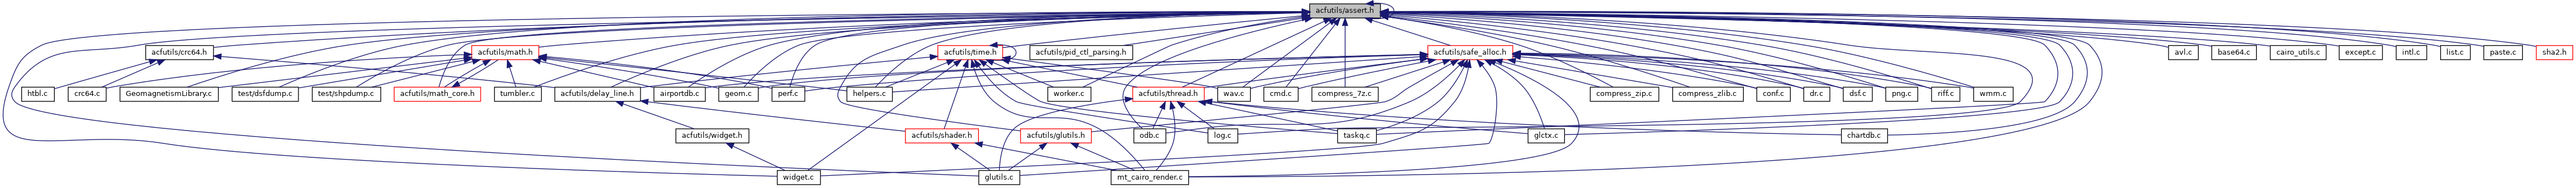 acfutils/assert.h
acfutils/crc64.h
acfutils/math.h
acfutils/time.h
acfutils/pid_ctl_parsing.h
acfutils/safe_alloc.h
avl.c
base64.c
cairo_utils.c
except.c
intl.c
list.c
paste.c
sha2.h
htbl.c
crc64.c
GeomagnetismLibrary.c
test/dsfdump.c
test/shpdump.c
acfutils/math_core.h
tumbler.c
acfutils/delay_line.h
airportdb.c
geom.c
perf.c
helpers.c
worker.c
acfutils/thread.h
wav.c
cmd.c
compress_7z.c
compress_zip.c
compress_zlib.c
conf.c
dr.c
dsf.c
png.c
riff.c
wmm.c
acfutils/widget.h
acfutils/shader.h
acfutils/glutils.h
odb.c
log.c
taskq.c
glctx.c
chartdb.c
widget.c
glutils.c
mt_cairo_render.c